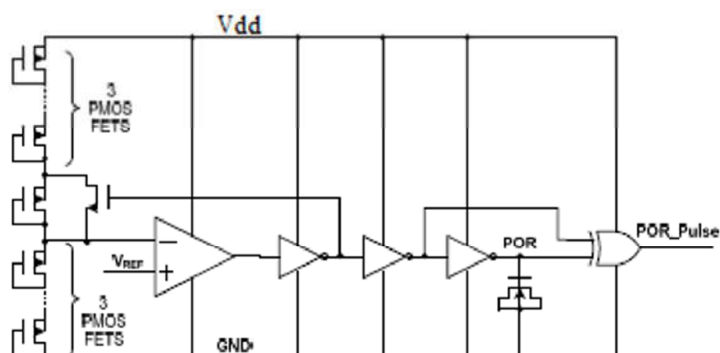 Vdd
3
PMOS
FETS
POR_Pulse
POR
VREF
−
+
3
PMOS
FETS
GND